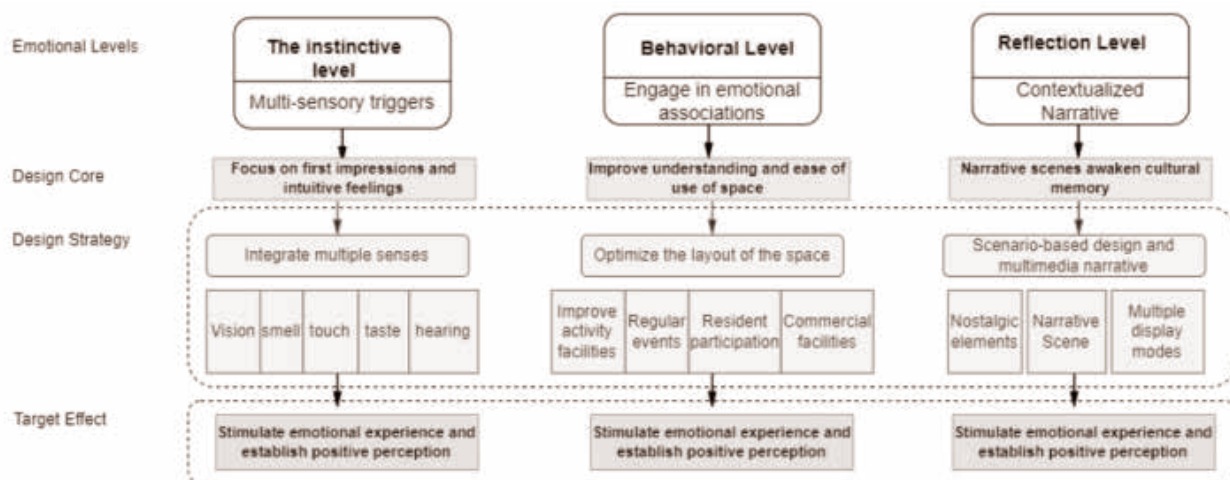 Emotional Levels
The instinctive
level
Multi-sensory triggers
Behavioral Level
Engage in emotional
associations
Reflection Level
Contextualized
Narrative
Design Core
Focus on first impressions and
intuitive feelings
Improve understanding and ease
of use of space
Narrative scenes awaken cultural
memory
Design Strategy
Integrate multiple senses
Optimize the layout of the space
Scenario-based design and
multimedia narrative
Vision
smell
touch
taste
hearing
Improve
activity
facilities
Regular
events
Resident
participation
Commercial
facilities
Nostalgic
elements
Narrative
Scene
Multiple
display
modes
Target Effect
Stimulate emotional experience and
establish positive perception
Stimulate emotional experience and
establish positive perception
Stimulate emotional experience and
establish positive perception